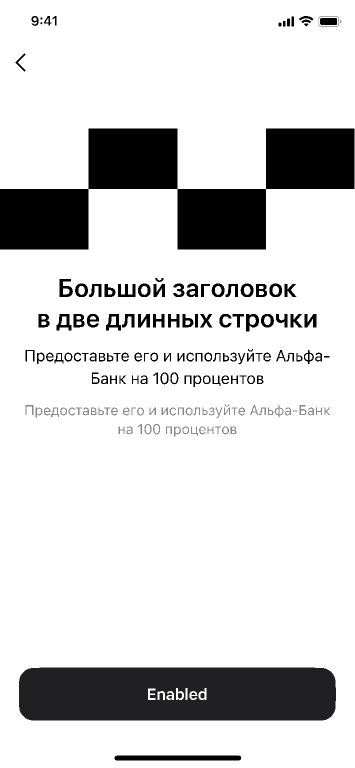 9:41
Большой заголовок
в две длинных строчки
Предоставьте его и используйте Альфа-
Банк на 100 процентов
Предоставьте его и используйте Альфа-Банк
на 100 процентов
Enabled